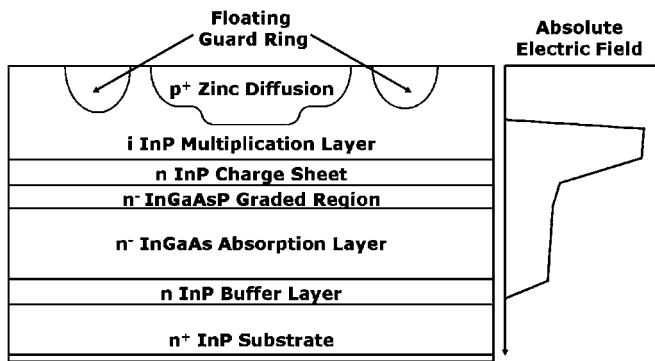 Floating
Guard Ring
Absolute
Electric Field
p+ Zinc Diffusion
i InP Multiplication Layer
n InP Charge Sheet
n- InGaAsP Graded Region
n- InGaAs Absorption Layer
n InP Buffer Layer
n+ InP Substrate